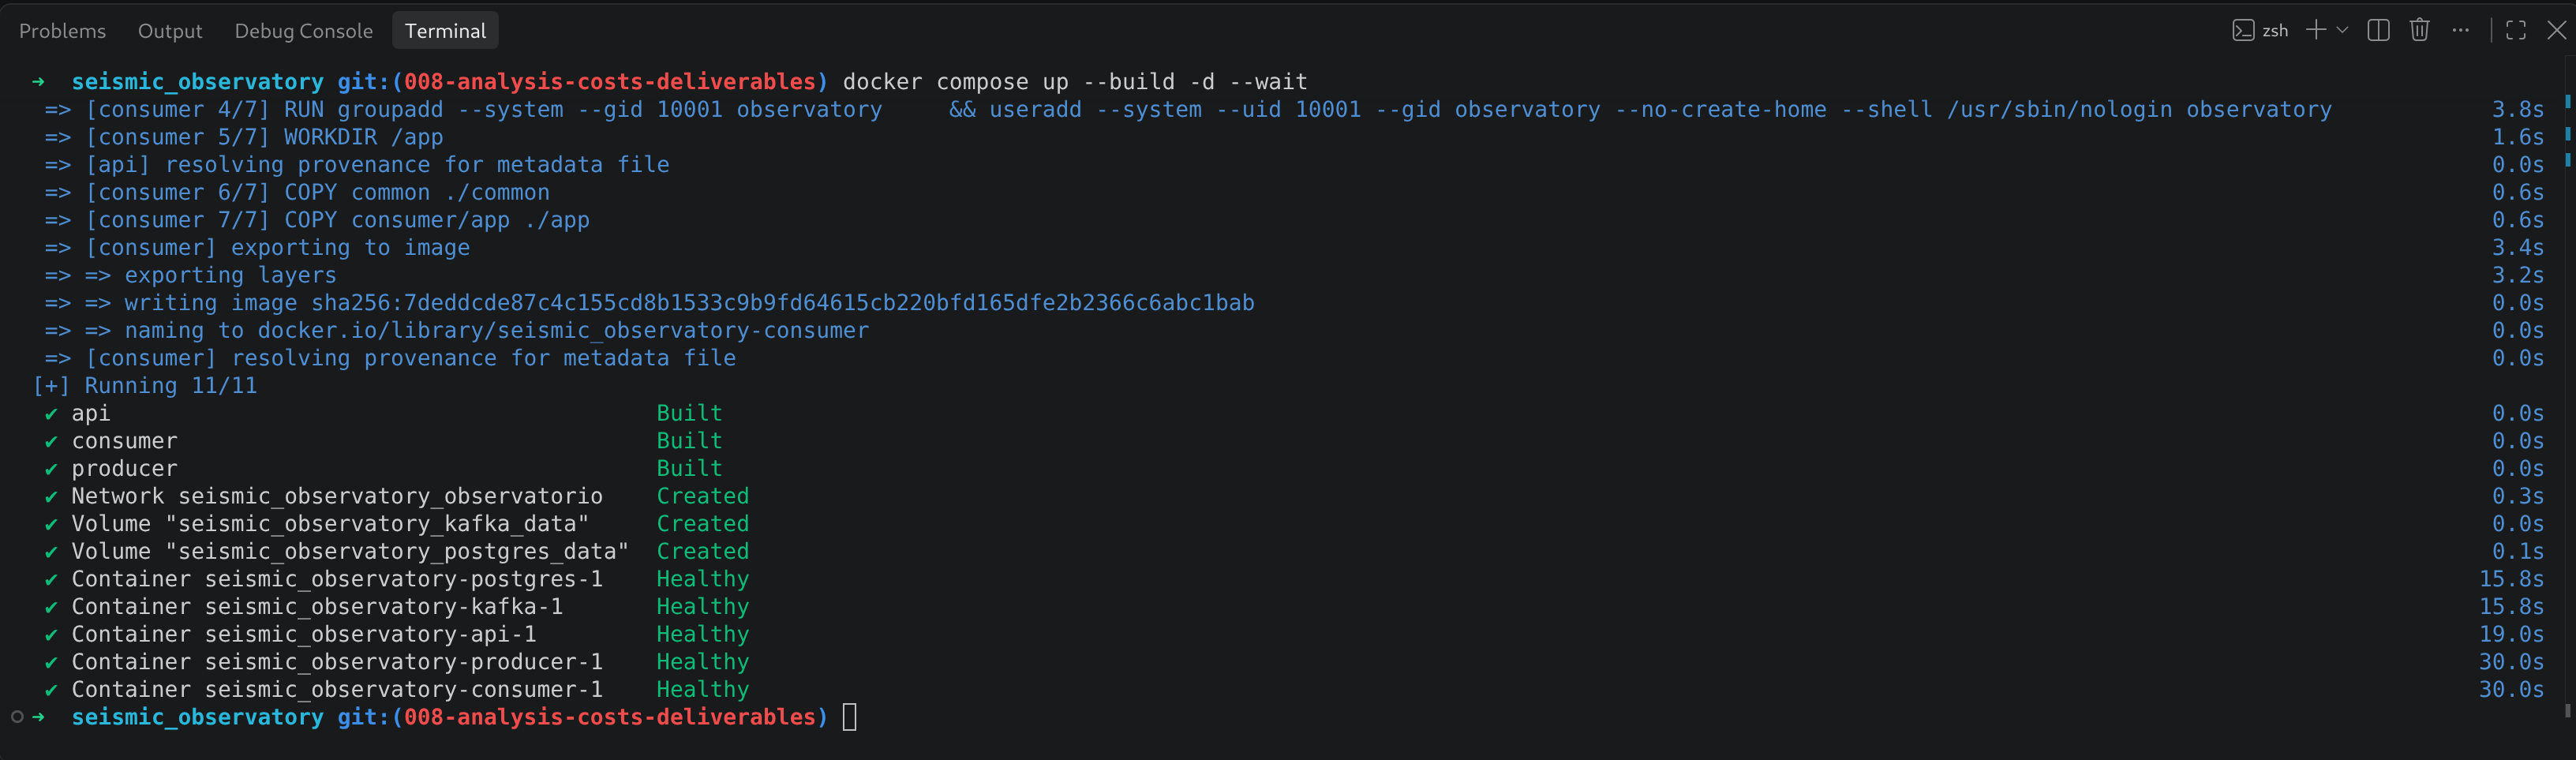 Problems Output Debug Console Terminal zsh
➜ seismic_observatory git:(008-analysis-costs-deliverables) docker compose up --build -d --wait
=> [consumer 4/7] RUN groupadd --system --gid 10001 observatory     && useradd --system --uid 10001 --gid observatory --no-create-home --shell /usr/sbin/nologin observatory 3.8s
=> [consumer 5/7] WORKDIR /app 1.6s
=> [api] resolving provenance for metadata file 0.0s
=> [consumer 6/7] COPY common ./common 0.6s
=> [consumer 7/7] COPY consumer/app ./app 0.6s
=> [consumer] exporting to image 3.4s
=> => exporting layers 3.2s
=> => writing image sha256:7deddcde87c4c155cd8b1533c9b9fd64615cb220bfd165dfe2b2366c6abc1bab 0.0s
=> => naming to docker.io/library/seismic_observatory-consumer 0.0s
=> [consumer] resolving provenance for metadata file 0.0s
[+] Running 11/11
✔ api Built 0.0s
✔ consumer Built 0.0s
✔ producer Built 0.0s
✔ Network seismic_observatory_observatorio Created 0.3s
✔ Volume "seismic_observatory_kafka_data" Created 0.0s
✔ Volume "seismic_observatory_postgres_data" Created 0.1s
✔ Container seismic_observatory-postgres-1 Healthy 15.8s
✔ Container seismic_observatory-kafka-1 Healthy 15.8s
✔ Container seismic_observatory-api-1 Healthy 19.0s
✔ Container seismic_observatory-producer-1 Healthy 30.0s
✔ Container seismic_observatory-consumer-1 Healthy 30.0s
➜ seismic_observatory git:(008-analysis-costs-deliverables)